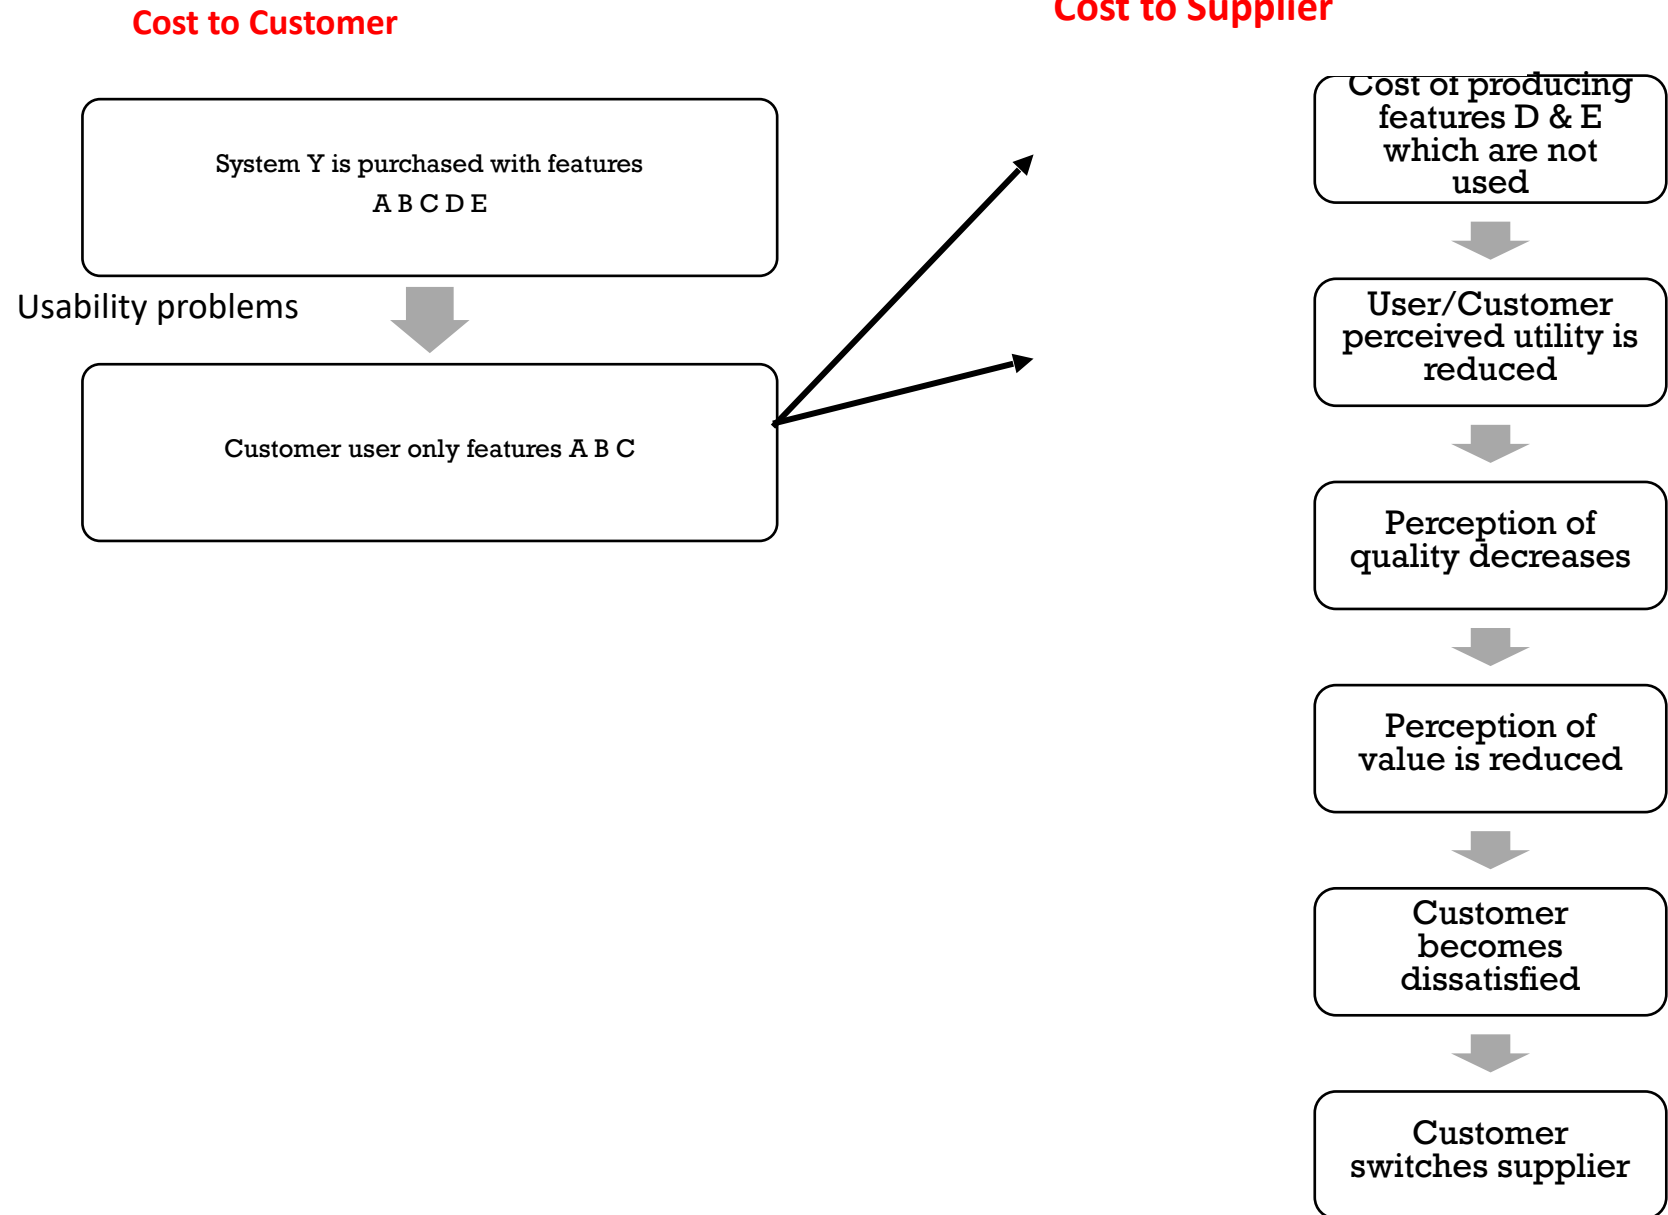 Cost to Customer
Cost to Supplier
System Y is purchased with features
A B C D E
Usability problems
Customer user only features A B C
Cost of producing
features D & E
which are not
used
User/Customer
perceived utility is
reduced
Perception of
quality decreases
Perception of
value is reduced
Customer
becomes
dissatisfied
Customer
switches supplier